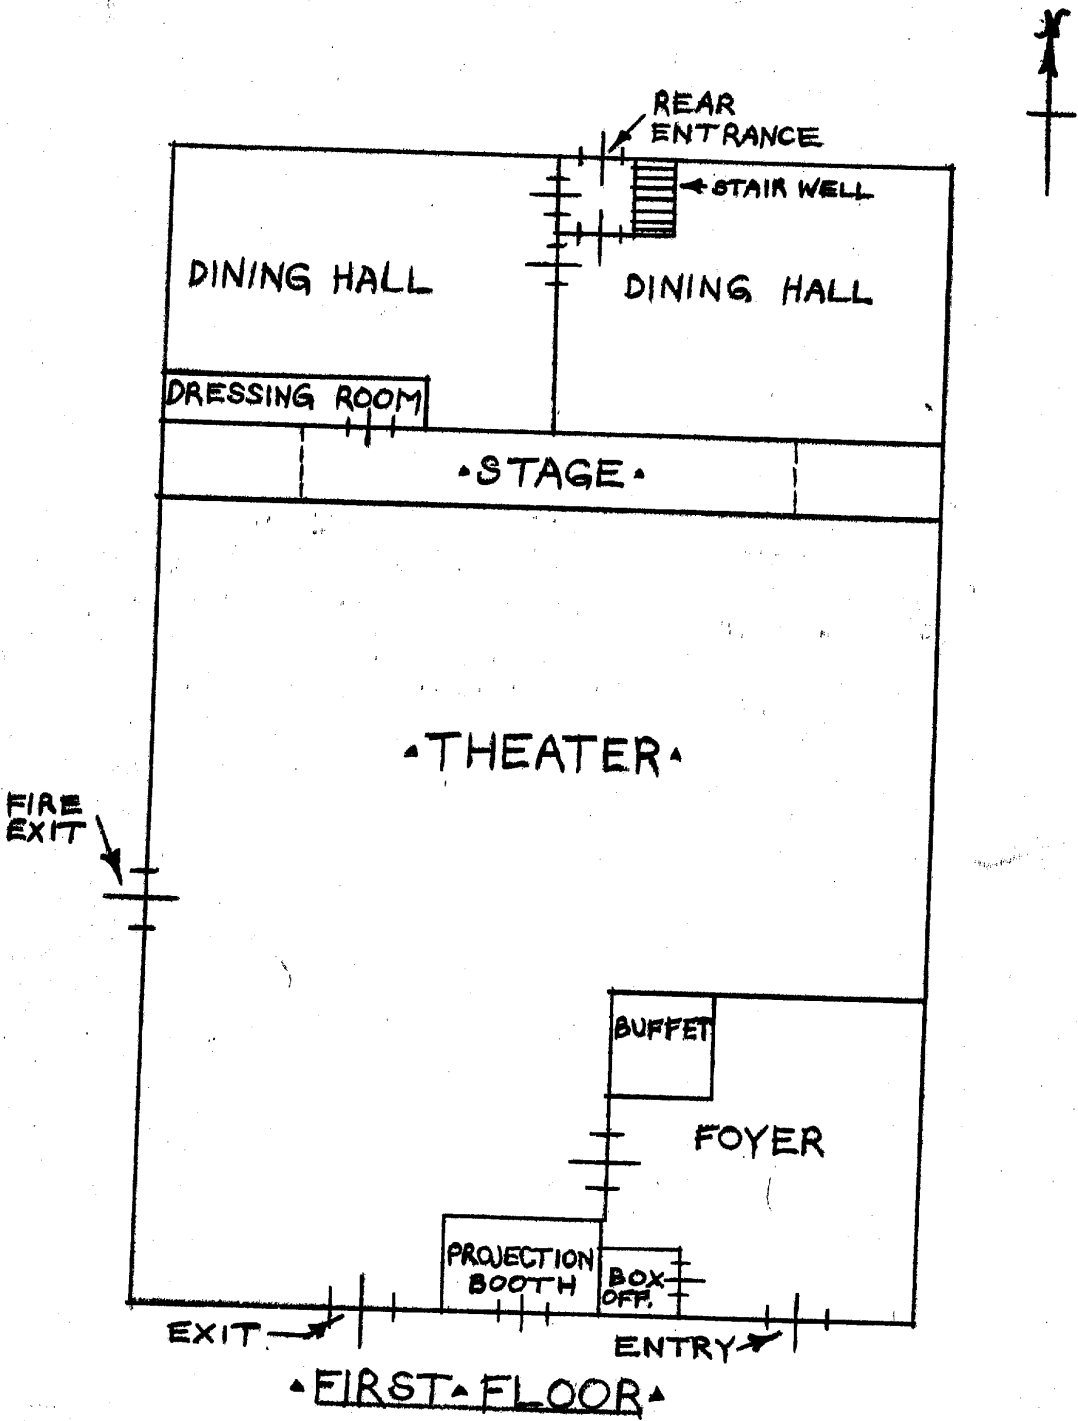 N
REAR
ENTRANCE
STAIR WELL
DINING HALL
DINING HALL
DRESSING ROOM
STAGE
THEATER
FIRE
EXIT
BUFFET
FOYER
PROJECTION
BOOTH
BOX
OFF.
EXIT
ENTRY
FIRST FLOOR